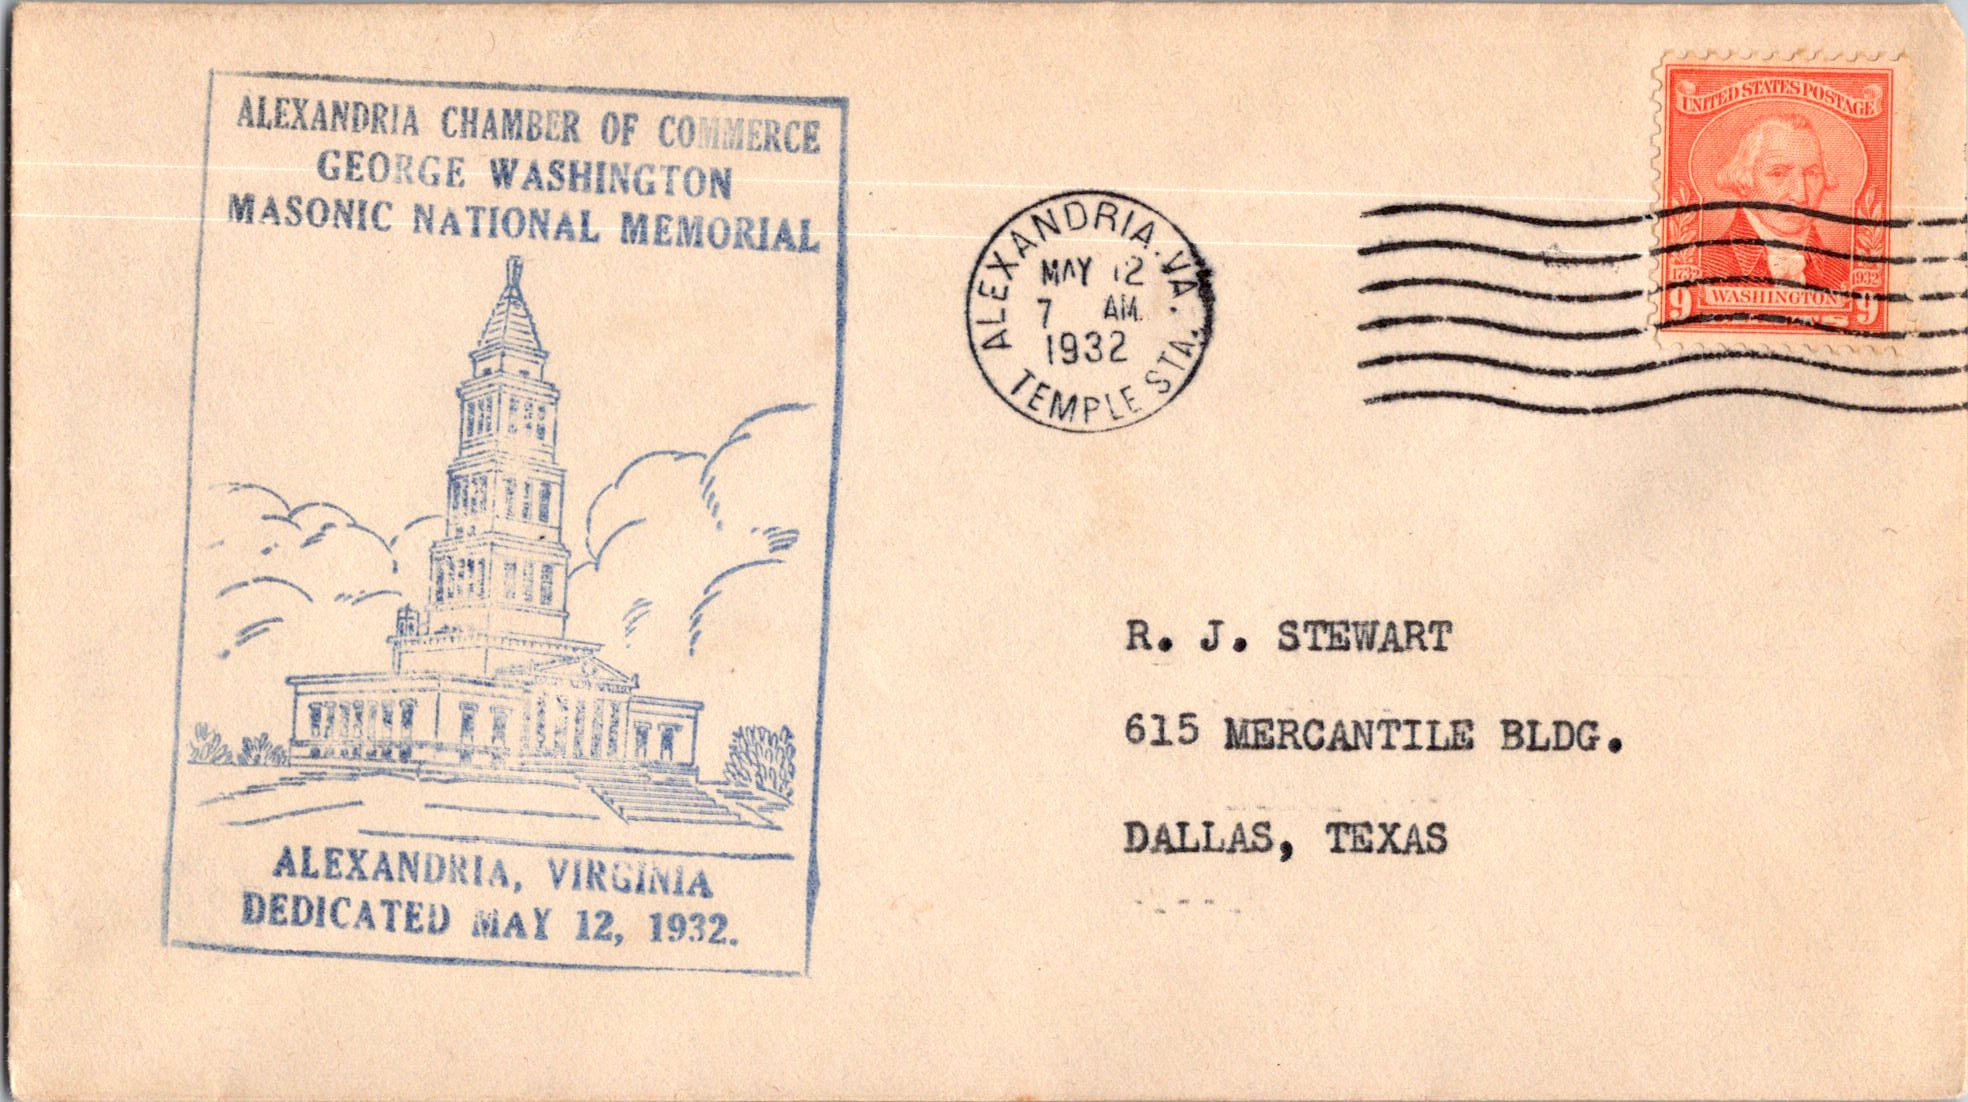 ALEXANDRIA CHAMBER OF COMMERCE
GEORGE WASHINGTON
MASONIC NATIONAL MEMORIAL
ALEXANDRIA, VIRGINIA
DEDICATED MAY 12, 1932.
ALEXANDRIA, VA.
MAY 12
7 AM
1932
TEMPLE STA.
UNITED STATES POSTAGE
1732 1932
9 WASHINGTON 9
R. J. STEWART
615 MERCANTILE BLDG.
DALLAS, TEXAS